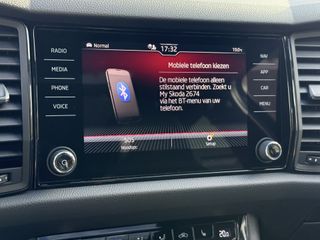 RADIO
MEDIA
PHONE
VOICE
Normal
17:32
Mobiele telefoon kiezen
De mobiele telefoon alleen
stilstaand verbinden. Zoekt u
My Skoda 2674
via het BT-menu van uw
telefoon.
Setup
NAV
APP
CAR
MENU